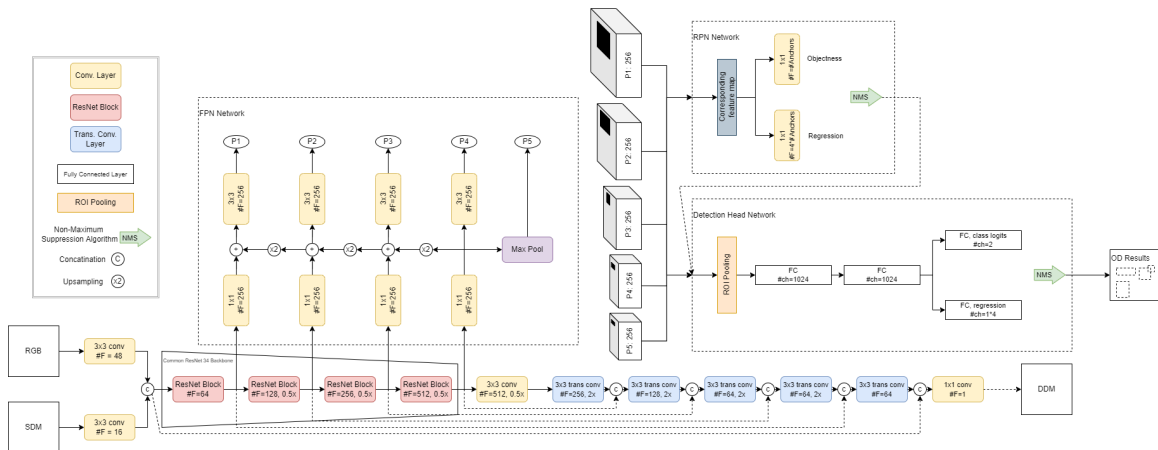 Conv. Layer
ResNet Block
Trans. Conv.
Layer
Fully Connected Layer
ROI Pooling
Non-Maximum
Suppression Algorithm
NMS
Concatination
C
Upsampling
x2
FPN Network
P1
P2
P3
P4
P5
3x3
#F=256
3x3
#F=256
3x3
#F=256
3x3
#F=256
+
x2
+
x2
+
x2
Max Pool
1x1
#F=256
1x1
#F=256
1x1
#F=256
1x1
#F=256
P1: 256
P2: 256
P3: 256
P4: 256
P5: 256
RPN Network
Corresponding
feature map
1x1
#F=#Anchors
Objectness
1x1
#F=4*#Anchors
Regression
NMS
Detection Head Network
ROI Pooling
FC
#ch=1024
FC
#ch=1024
FC, class logits
#ch=2
FC, regression
#ch=1*4
NMS
OD Results
RGB
3x3 conv
#F = 48
SDM
3x3 conv
#F = 16
C
Common ResNet 34 Backbone
ResNet Block
#F=64
ResNet Block
#F=128, 0.5x
ResNet Block
#F=256, 0.5x
ResNet Block
#F=512, 0.5x
3x3 conv
#F=512, 0.5x
3x3 trans conv
#F=256, 2x
C
3x3 trans conv
#F=128, 2x
C
3x3 trans conv
#F=64, 2x
C
3x3 trans conv
#F=64, 2x
C
3x3 trans conv
#F=64
C
1x1 conv
#F=1
DDM